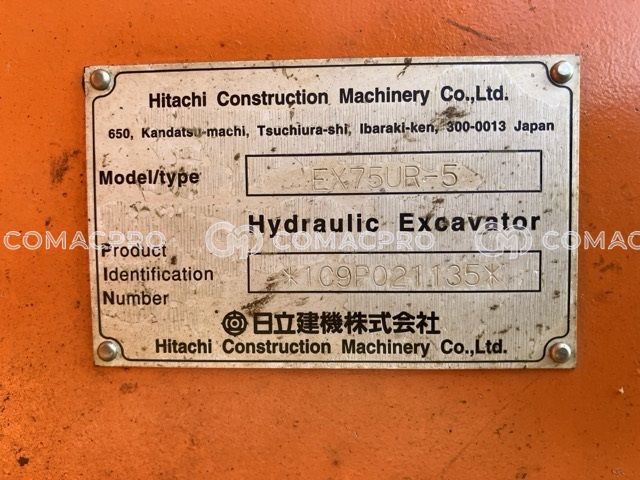 Hitachi Construction Machinery Co.,Ltd.
650, Kandatsu-machi, Tsuchiura-shi, Ibaraki-ken, 300-0013 Japan
Model/type EX75UR-5
Hydraulic Excavator
COMACPRO COMACPRO COMACPRO
Product
Identification *1G9P021135*
Number
日立建機株式会社
Hitachi Construction Machinery Co.,Ltd.